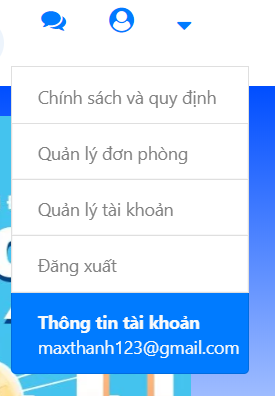 Chính sách và quy định
Quản lý đơn phòng
Quản lý tài khoản
Đăng xuất
Thông tin tài khoản
maxthanh123@gmail.com